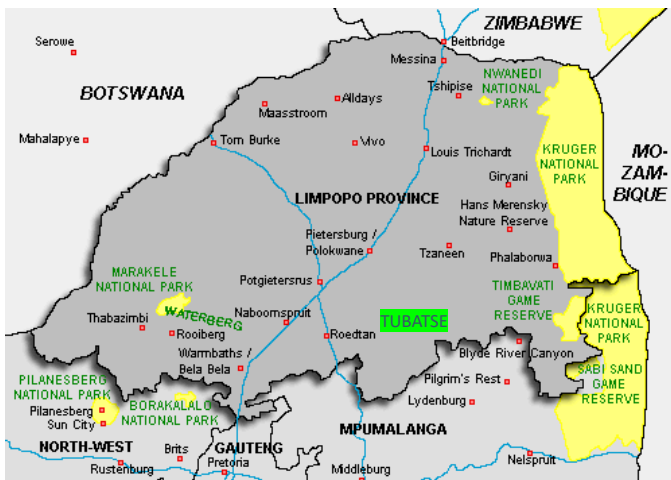 ZIMBABWE
Serowe
Beitbridge
Messina
NWANEDI
NATIONAL
PARK
Tshipise
BOTSWANA
Alldays
Maasstroom
Mahalapye
Tom Burke
Vivo
Louis Trichardt
KRUGER
NATIONAL
PARK
MO-
ZAM-
BIQUE
Giryani
LIMPOPO PROVINCE
Hans Merensky
Nature Reserve
Pietersburg /
Polokwane
Tzaneen
Phalaborwa
MARAKELE
NATIONAL PARK
Potgietersrus
TIMBAVATI
GAME
RESERVE
WATERBERG
Naboomspruit
TUBATSE
KRUGER
NATIONAL
PARK
Thabazimbi
Rooiberg
Roedtan
Warmbaths /
Bela Bela
Blyde River Canyon
SABI SAND
GAME
RESERVE
PILANESBERG
NATIONAL PARK
Pilgrim's Rest
Pilanesberg
Sun City
BORAKALALO
NATIONAL PARK
Lydenburg
MPUMALANGA
NORTH-WEST
Brits
GAUTENG
Rustenburg
Pretoria
Middleburg
Nelspruit